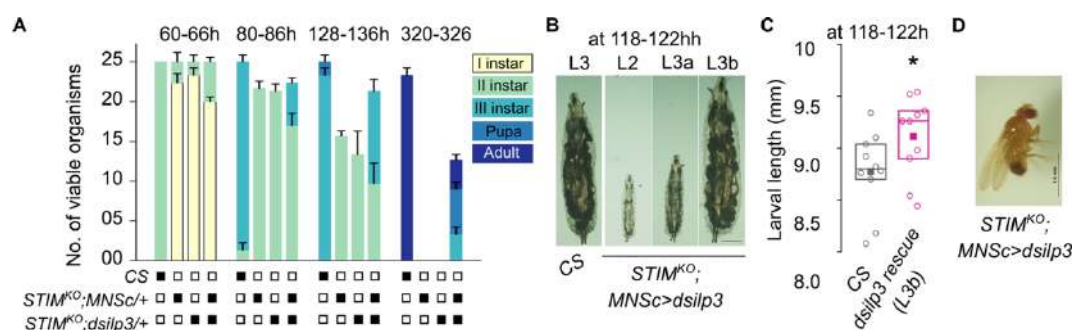 A
60-66h 80-86h 128-136h 320-326
No. of viable organisms
25
20
15
10
05
00
I instar
II instar
III instar
Pupa
Adult
CS
STIM^KO;MNSc/+
STIM^KO;dsilp3/+
B
at 118-122hh
L3 L2 L3a L3b
CS
STIM^KO;
MNSc>dsilp3
C
at 118-122h
Larval length (mm)
10
9.5
9.0
8.5
8.0
*
CS
dsilp3 rescue
(L3b)
D
STIM^KO;
MNSc>dsilp3